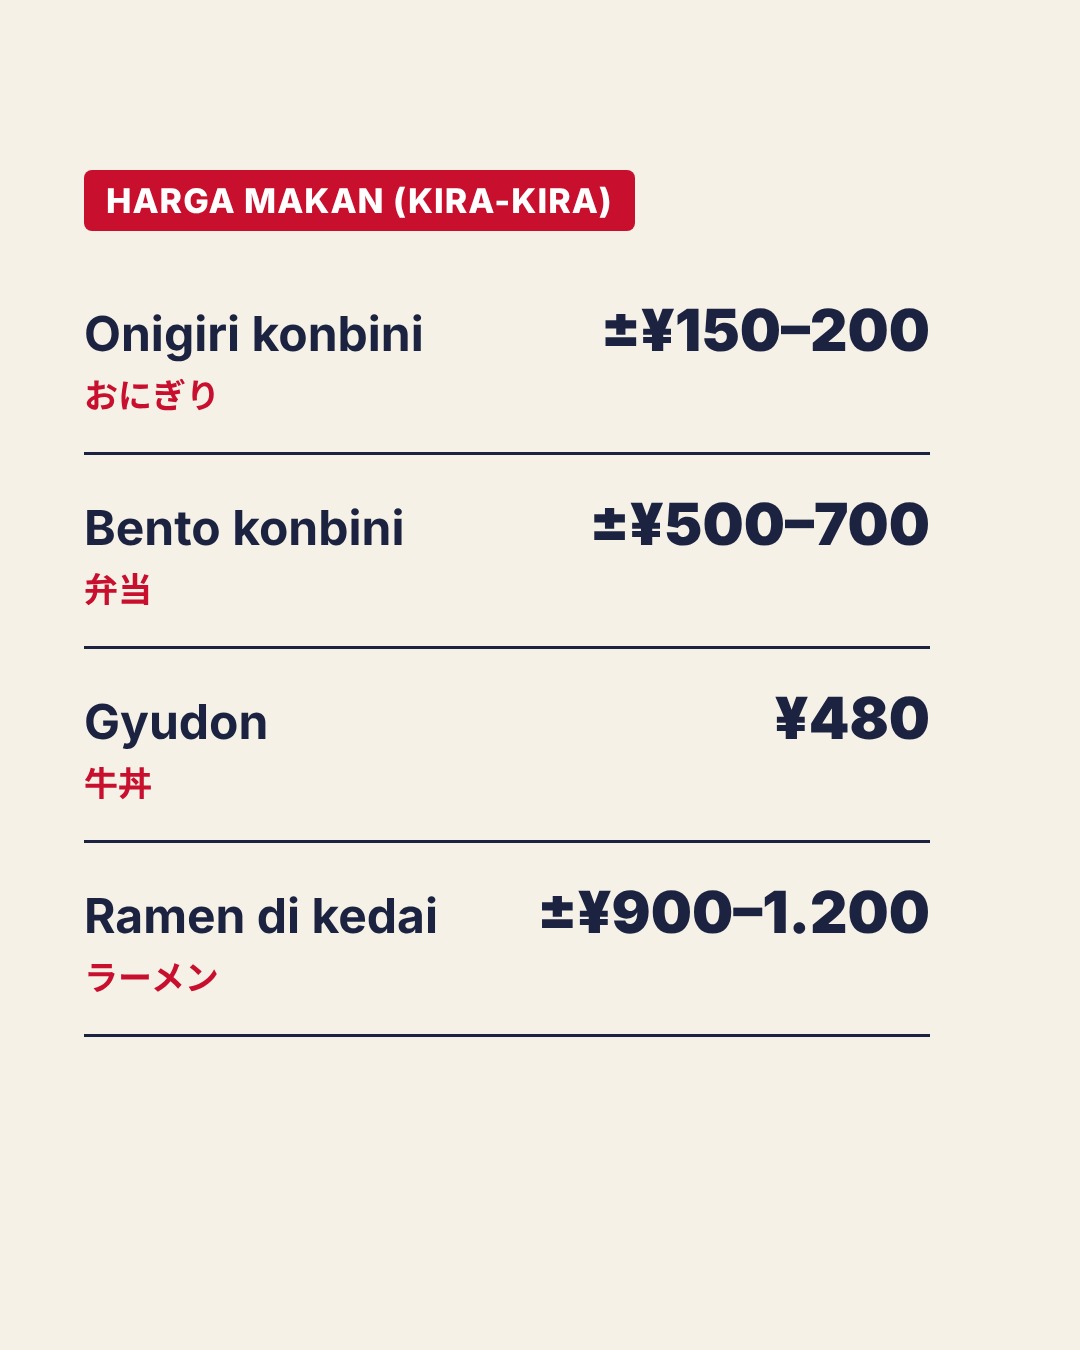 HARGA MAKAN (KIRA-KIRA)
Onigiri konbini ±¥150–200
おにぎり
Bento konbini ±¥500–700
弁当
Gyudon ¥480
牛丼
Ramen di kedai ±¥900–1.200
ラーメン